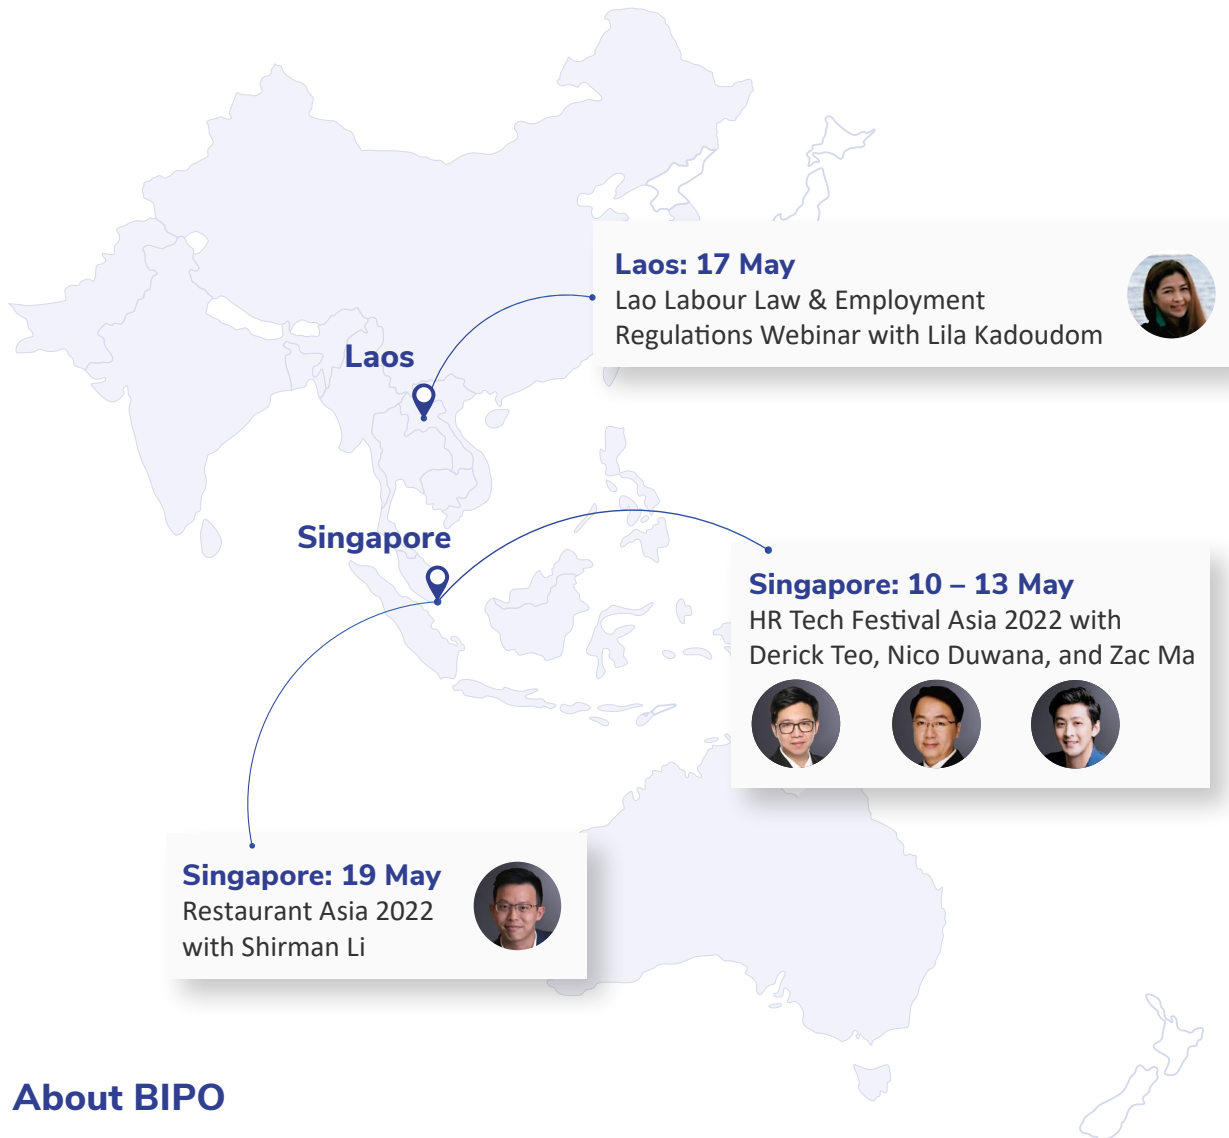 Laos: 17 May
Lao Labour Law & Employment
Regulations Webinar with Lila Kadoudom
Laos
Singapore
Singapore: 10 – 13 May
HR Tech Festival Asia 2022 with
Derick Teo, Nico Duwana, and Zac Ma
Singapore: 19 May
Restaurant Asia 2022
with Shirman Li
About BIPO